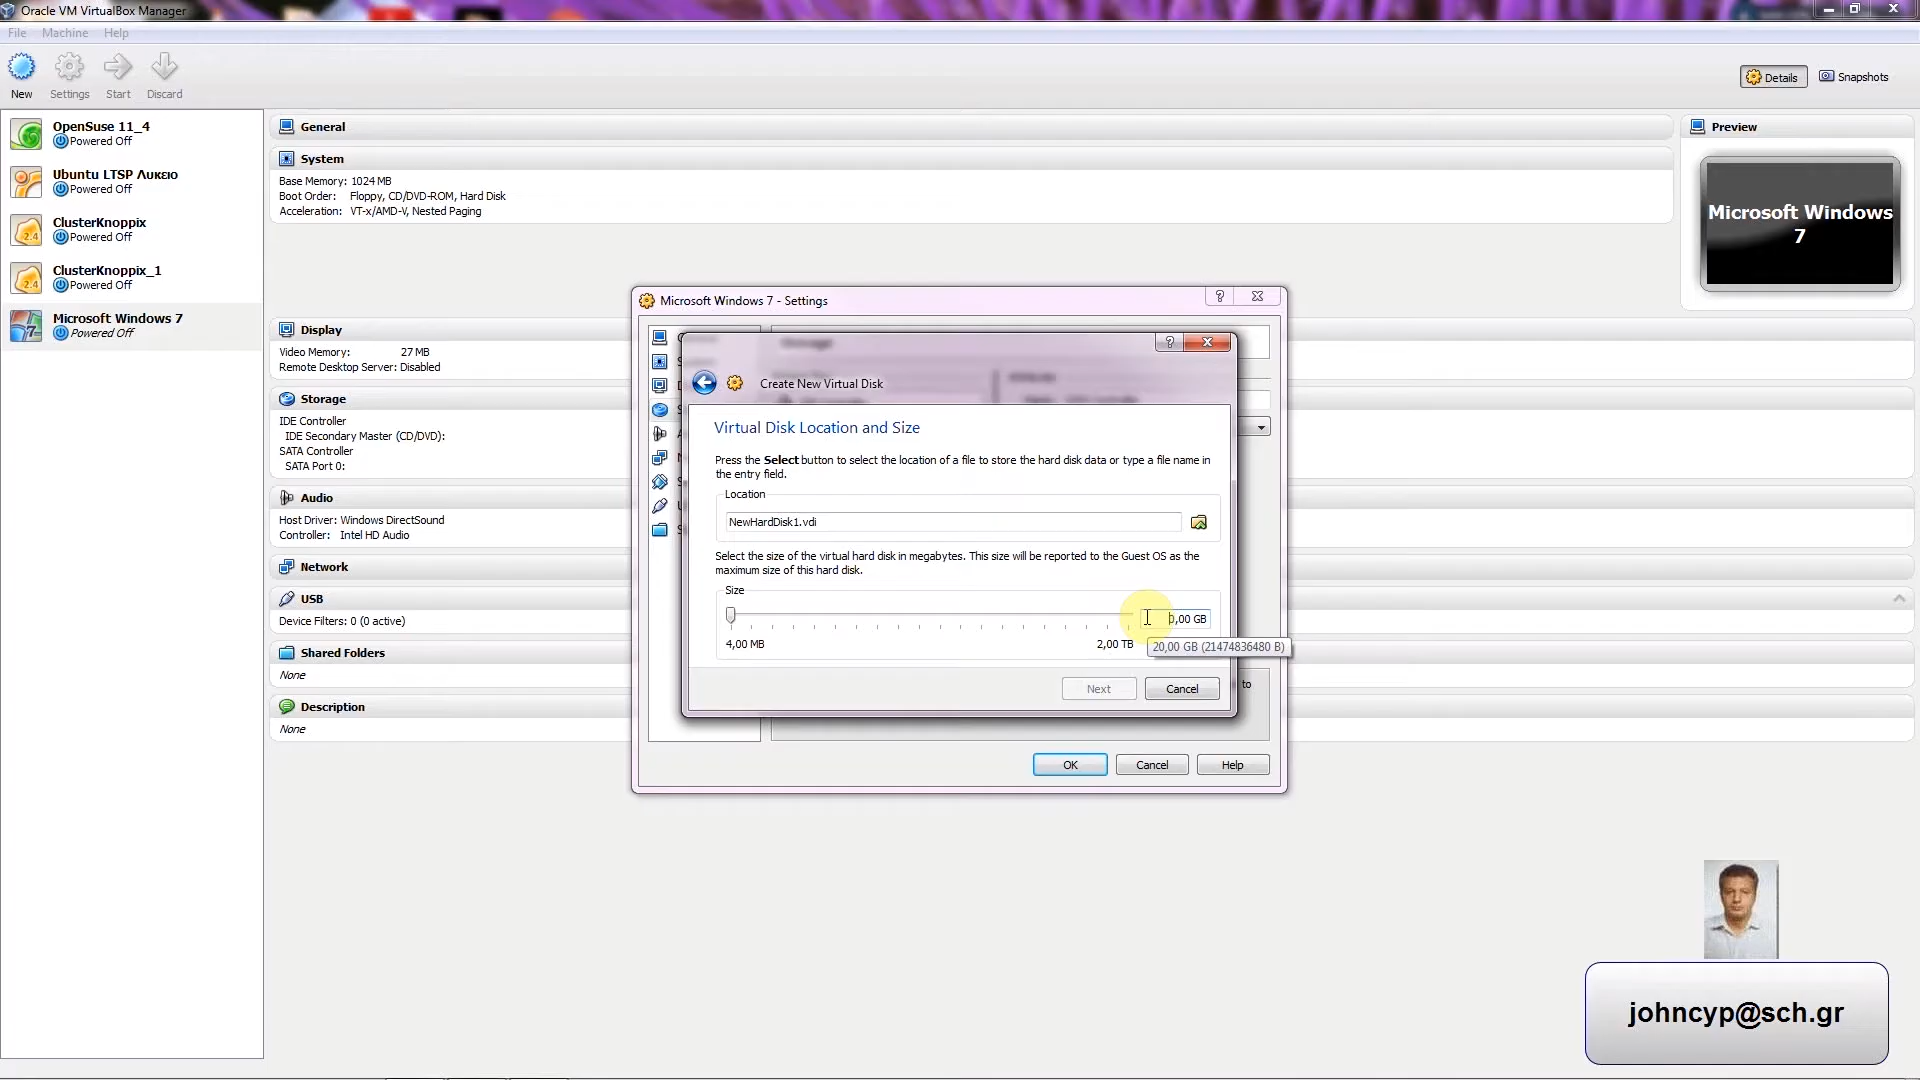 Oracle VM VirtualBox Manager
File Machine Help
New Settings Start Discard
Details Snapshots
OpenSuse 11_4
Powered Off
Ubuntu LTSP Λυκειο
Powered Off
ClusterKnoppix
Powered Off
ClusterKnoppix_1
Powered Off
Microsoft Windows 7
Powered Off
General
System
Base Memory: 1024 MB
Boot Order: Floppy, CD/DVD-ROM, Hard Disk
Acceleration: VT-x/AMD-V, Nested Paging
Preview
Microsoft Windows
7
Display
Video Memory: 27 MB
Remote Desktop Server: Disabled
Storage
IDE Controller
IDE Secondary Master (CD/DVD):
SATA Controller
SATA Port 0:
Audio
Host Driver: Windows DirectSound
Controller: Intel HD Audio
Network
USB
Device Filters: 0 (0 active)
Shared Folders
None
Description
None
Microsoft Windows 7 - Settings
Create New Virtual Disk
Virtual Disk Location and Size
Press the Select button to select the location of a file to store the hard disk data or type a file name in
the entry field.
Location
NewHardDisk1.vdi
Select the size of the virtual hard disk in megabytes. This size will be reported to the Guest OS as the
maximum size of this hard disk.
Size
0,00 GB
4,00 MB 2,00 TB
20,00 GB (21474836480 B)
Next Cancel
to
OK Cancel Help
johncyp@sch.gr